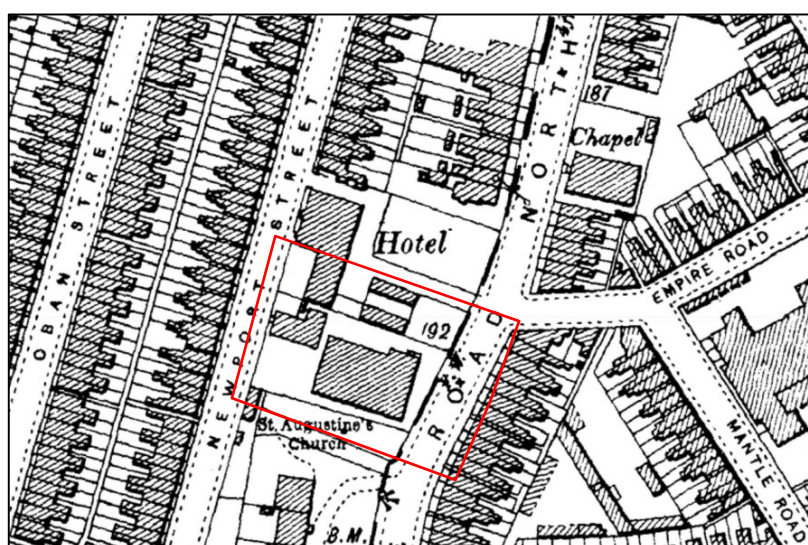 OBAN STREET
NEWPORT STREET
NORTH ROAD
187
Chapel
Hotel
192
EMPIRE ROAD
MANTLE ROAD
St. Augustine's
Church
B.M.